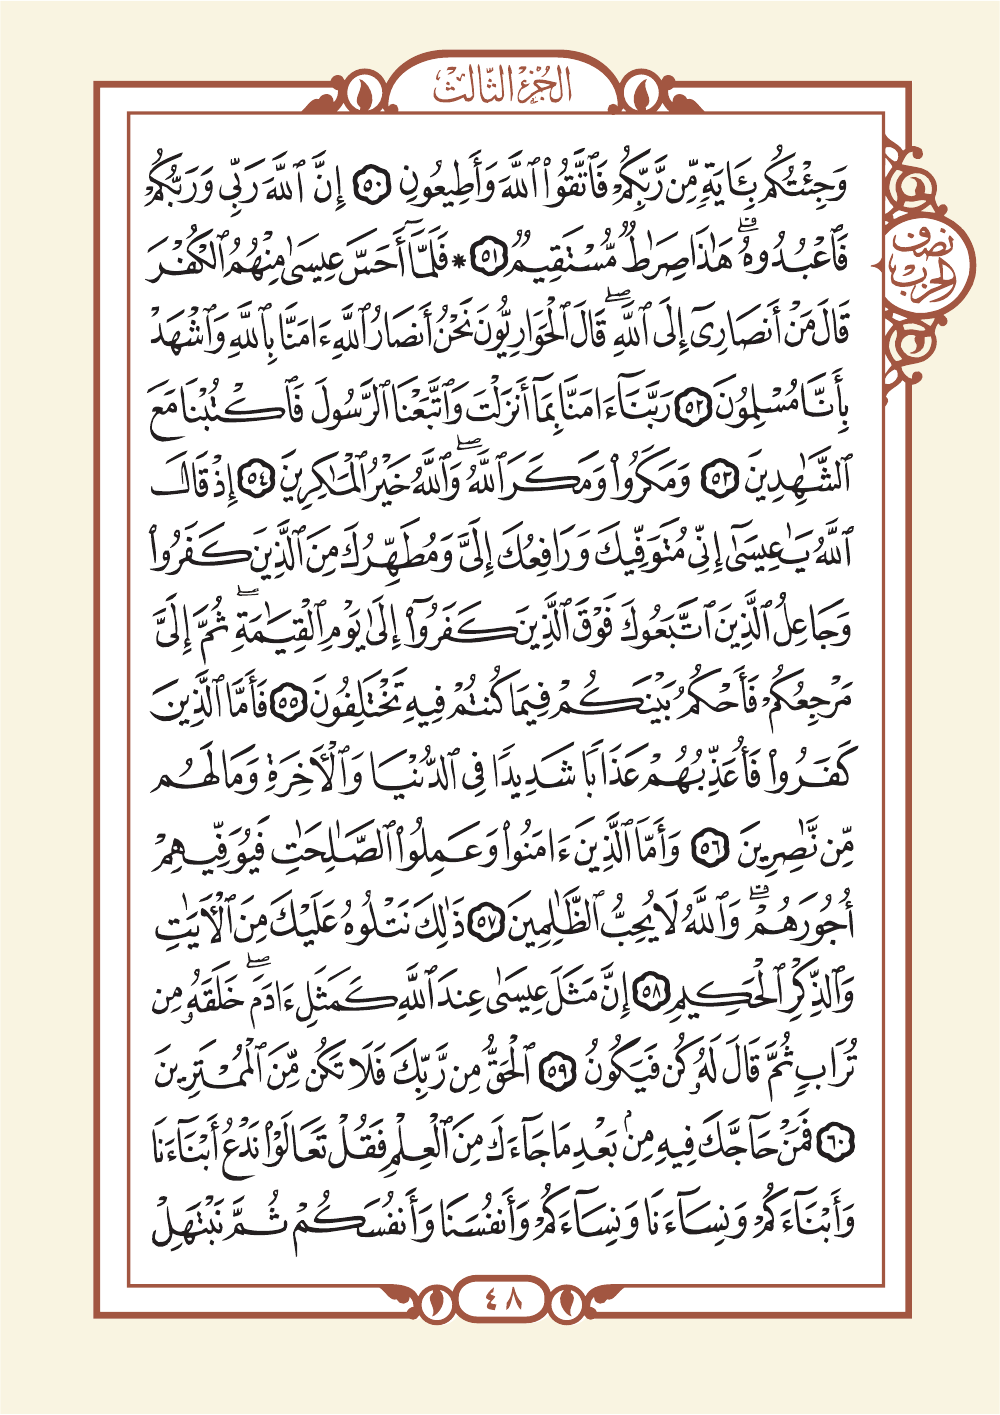 الجزء الثالث
وَجِئْتُكُم بِـَٔايَةٍ مِّن رَّبِّكُمْ فَٱتَّقُوا۟ ٱللَّهَ وَأَطِيعُونِ ٥٠ إِنَّ ٱللَّهَ رَبِّى وَرَبُّكُمْ
فَٱعْبُدُوهُ ۗ هَٰذَا صِرَٰطٌ مُّسْتَقِيمٌ ٥١ * فَلَمَّآ أَحَسَّ عِيسَىٰ مِنْهُمُ ٱلْكُفْرَ
نصف
الحزب
قَالَ مَنْ أَنصَارِىٓ إِلَى ٱللَّهِ ۖ قَالَ ٱلْحَوَارِيُّونَ نَحْنُ أَنصَارُ ٱللَّهِ ءَامَنَّا بِٱللَّهِ وَٱشْهَدْ
بِأَنَّا مُسْلِمُونَ ٥٢ رَبَّنَآ ءَامَنَّا بِمَآ أَنزَلْتَ وَٱتَّبَعْنَا ٱلرَّسُولَ فَٱكْتُبْنَا مَعَ
ٱلشَّٰهِدِينَ ٥٣ وَمَكَرُوا۟ وَمَكَرَ ٱللَّهُ ۖ وَٱللَّهُ خَيْرُ ٱلْمَٰكِرِينَ ٥٤ إِذْ قَالَ
ٱللَّهُ يَٰعِيسَىٰٓ إِنِّى مُتَوَفِّيكَ وَرَافِعُكَ إِلَىَّ وَمُطَهِّرُكَ مِنَ ٱلَّذِينَ كَفَرُوا۟
وَجَاعِلُ ٱلَّذِينَ ٱتَّبَعُوكَ فَوْقَ ٱلَّذِينَ كَفَرُوٓا۟ إِلَىٰ يَوْمِ ٱلْقِيَٰمَةِ ۖ ثُمَّ إِلَىَّ
مَرْجِعُكُمْ فَأَحْكُمُ بَيْنَكُمْ فِيمَا كُنتُمْ فِيهِ تَخْتَلِفُونَ ٥٥ فَأَمَّا ٱلَّذِينَ
كَفَرُوا۟ فَأُعَذِّبُهُمْ عَذَابًا شَدِيدًا فِى ٱلدُّنْيَا وَٱلْـَٔاخِرَةِ وَمَا لَهُم
مِّن نَّٰصِرِينَ ٥٦ وَأَمَّا ٱلَّذِينَ ءَامَنُوا۟ وَعَمِلُوا۟ ٱلصَّٰلِحَٰتِ فَيُوَفِّيهِمْ
أُجُورَهُمْ ۗ وَٱللَّهُ لَا يُحِبُّ ٱلظَّٰلِمِينَ ٥٧ ذَٰلِكَ نَتْلُوهُ عَلَيْكَ مِنَ ٱلْـَٔايَٰتِ
وَٱلذِّكْرِ ٱلْحَكِيمِ ٥٨ إِنَّ مَثَلَ عِيسَىٰ عِندَ ٱللَّهِ كَمَثَلِ ءَادَمَ ۖ خَلَقَهُۥ مِن
تُرَابٍ ثُمَّ قَالَ لَهُۥ كُن فَيَكُونُ ٥٩ ٱلْحَقُّ مِن رَّبِّكَ فَلَا تَكُن مِّنَ ٱلْمُمْتَرِينَ
٦٠ فَمَنْ حَآجَّكَ فِيهِ مِنۢ بَعْدِ مَا جَآءَكَ مِنَ ٱلْعِلْمِ فَقُلْ تَعَالَوْا۟ نَدْعُ أَبْنَآءَنَا
وَأَبْنَآءَكُمْ وَنِسَآءَنَا وَنِسَآءَكُمْ وَأَنفُسَنَا وَأَنفُسَكُمْ ثُمَّ نَبْتَهِلْ
٤٨